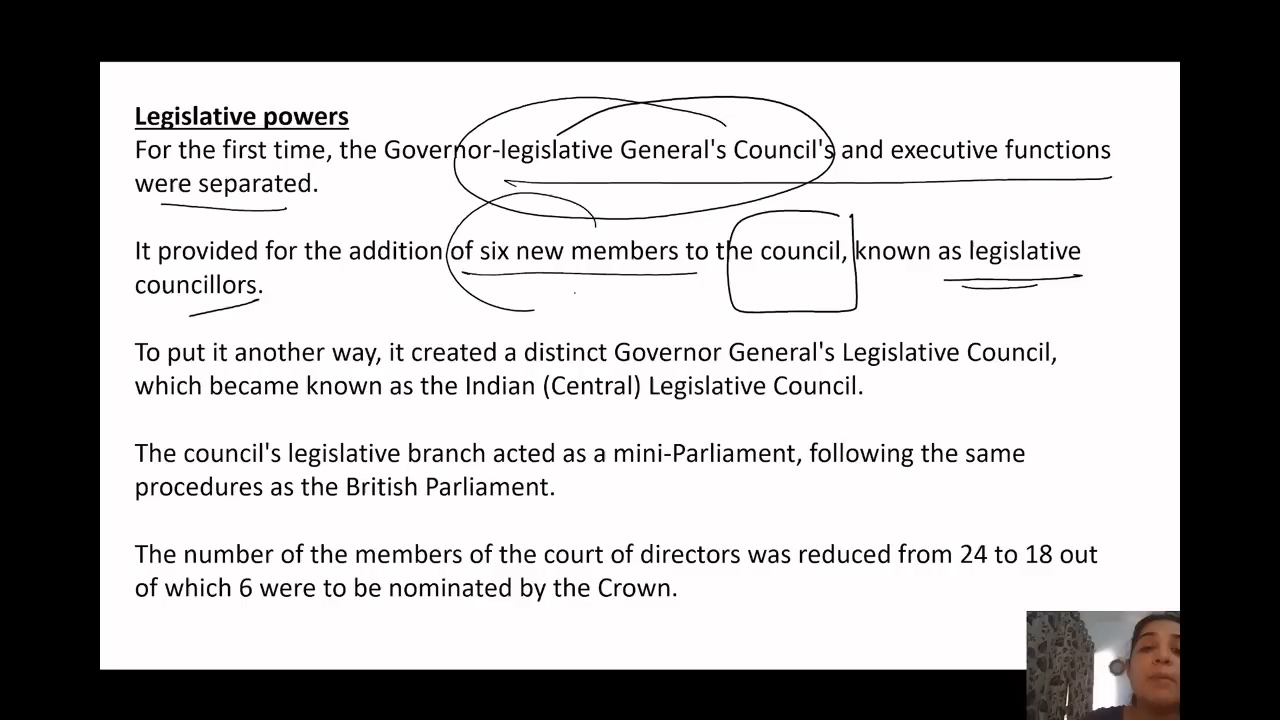 Legislative powers
For the first time, the Governor-legislative General's Council's and executive functions
were separated.
It provided for the addition of six new members to the council, known as legislative
councillors.
To put it another way, it created a distinct Governor General's Legislative Council,
which became known as the Indian (Central) Legislative Council.
The council's legislative branch acted as a mini-Parliament, following the same
procedures as the British Parliament.
The number of the members of the court of directors was reduced from 24 to 18 out
of which 6 were to be nominated by the Crown.